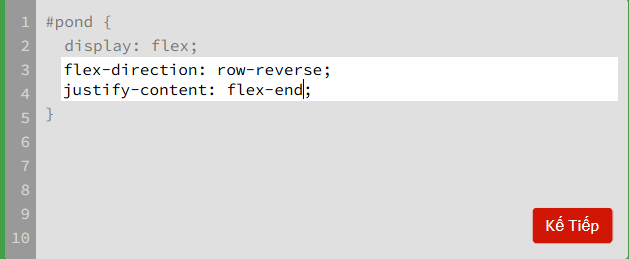 1 #pond {
2 display: flex;
3 flex-direction: row-reverse;
4 justify-content: flex-end;
5 }
6
7
8
9
10
Kế Tiếp